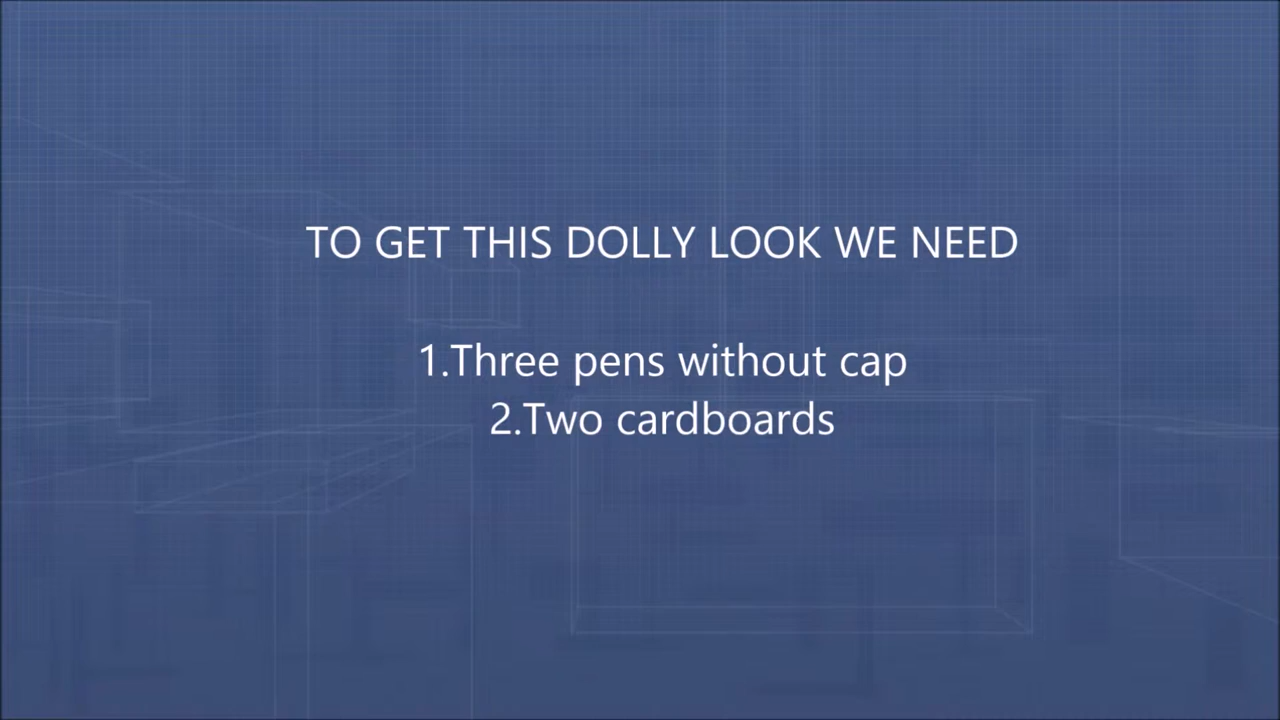 TO GET THIS DOLLY LOOK WE NEED
1.Three pens without cap
2.Two cardboards